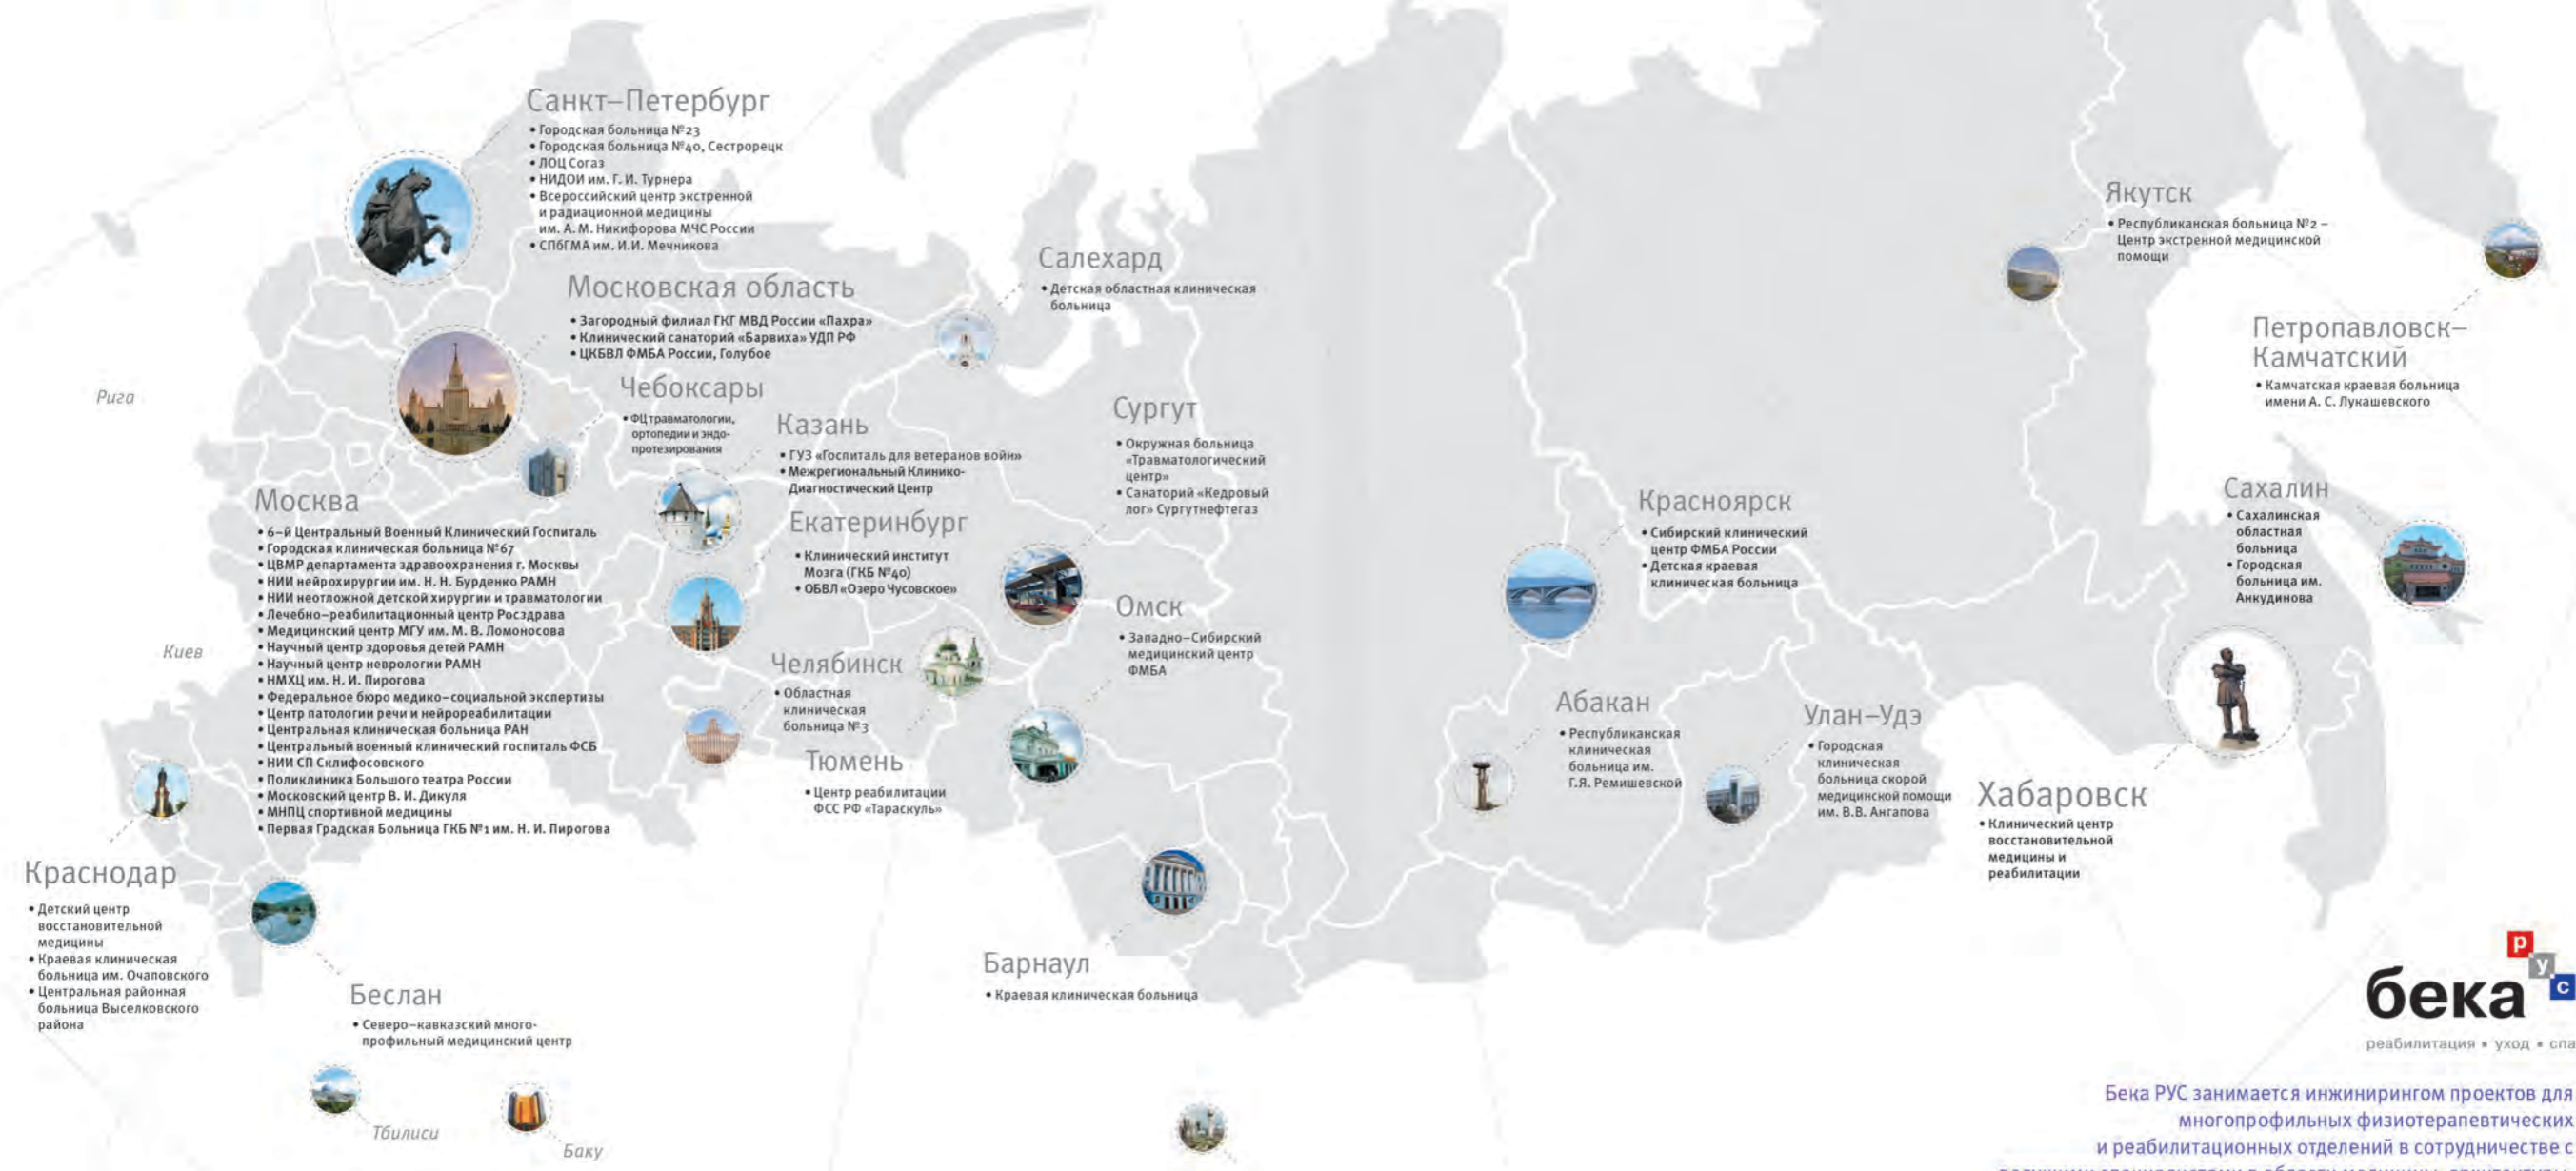 Санкт–Петербург
• Городская больница №23
• Городская больница №40, Сестрорецк
• ЛОЦ Согаз
• НИДОИ им. Г. И. Турнера
• Всероссийский центр экстренной
и радиационной медицины
им. А. М. Никифорова МЧС России
• СПбГМА им. И.И. Мечникова
Московская область
• Загородный филиал ГКГ МВД России «Пахра»
• Клинический санаторий «Барвиха» УДП РФ
• ЦКБВЛ ФМБА России, Голубое
Чебоксары
• ФЦ травматологии,
ортопедии и эндо-
протезирования
Казань
• ГУЗ «Госпиталь для ветеранов войн»
• Межрегиональный Клинико-
Диагностический Центр
Екатеринбург
• Клинический институт
Мозга (ГКБ №40)
• ОБВЛ «Озеро Чусовское»
Челябинск
• Областная
клиническая
больница №3
Тюмень
• Центр реабилитации
ФСС РФ «Тараскуль»
Салехард
• Детская областная клиническая
больница
Сургут
• Окружная больница
«Травматологический
центр»
• Санаторий «Кедровый
лог» Сургутнефтегаз
Омск
• Западно–Сибирский
медицинский центр
ФМБА
Рига
Киев
Москва
• 6–й Центральный Военный Клинический Госпиталь
• Городская клиническая больница №67
• ЦВМР департамента здравоохранения г. Москвы
• НИИ нейрохирургии им. Н. Н. Бурденко РАМН
• НИИ неотложной детской хирургии и травматологии
• Лечебно–реабилитационный центр Росздрава
• Медицинский центр МГУ им. М. В. Ломоносова
• Научный центр здоровья детей РАМН
• Научный центр неврологии РАМН
• НМХЦ им. Н. И. Пирогова
• Федеральное бюро медико–социальной экспертизы
• Центр патологии речи и нейрореабилитации
• Центральная клиническая больница РАН
• Центральный военный клинический госпиталь ФСБ
• НИИ СП Склифосовского
• Поликлиника Большого театра России
• Московский центр В. И. Дикуля
• МНПЦ спортивной медицины
• Первая Градская Больница ГКБ №1 им. Н. И. Пирогова
Краснодар
• Детский центр
восстановительной
медицины
• Краевая клиническая
больница им. Очаповского
• Центральная районная
больница Выселковского
района
Беслан
• Северо–кавказский много-
профильный медицинский центр
Тбилиси
Баку
Барнаул
• Краевая клиническая больница
Красноярск
• Сибирский клинический
центр ФМБА России
• Детская краевая
клиническая больница
Абакан
• Республиканская
клиническая
больница им.
Г.Я. Ремишевской
Улан–Удэ
• Городская
клиническая
больница скорой
медицинской помощи
им. В.В. Ангапова
Якутск
• Республиканская больница №2 –
Центр экстренной медицинской
помощи
Петропавловск–
Камчатский
• Камчатская краевая больница
имени А. С. Лукашевского
Сахалин
• Сахалинская
областная
больница
• Городская
больница им.
Анкудинова
Хабаровск
• Клинический центр
восстановительной
медицины и
реабилитации
бека рус
реабилитация • уход • спа
Бека РУС занимается инжинирингом проектов для
многопрофильных физиотерапевтических
и реабилитационных отделений в сотрудничестве с